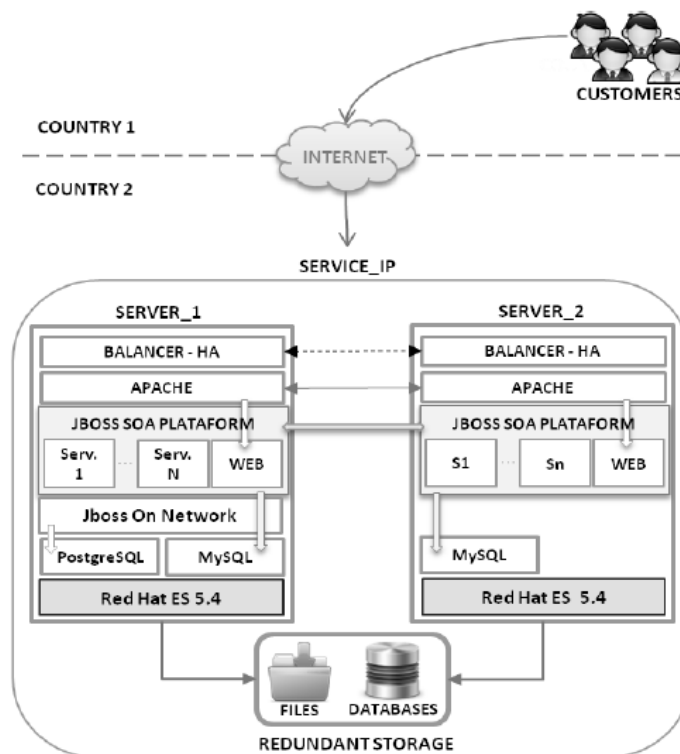 CUSTOMERS
COUNTRY 1
INTERNET
COUNTRY 2
SERVICE_IP
SERVER_1
SERVER_2
BALANCER - HA
BALANCER - HA
APACHE
APACHE
JBOSS SOA PLATAFORM
JBOSS SOA PLATAFORM
Serv. 1
...
Serv. N
WEB
S1
...
Sn
WEB
Jboss On Network
PostgreSQL
MySQL
MySQL
Red Hat ES 5.4
Red Hat ES 5.4
FILES
DATABASES
REDUNDANT STORAGE